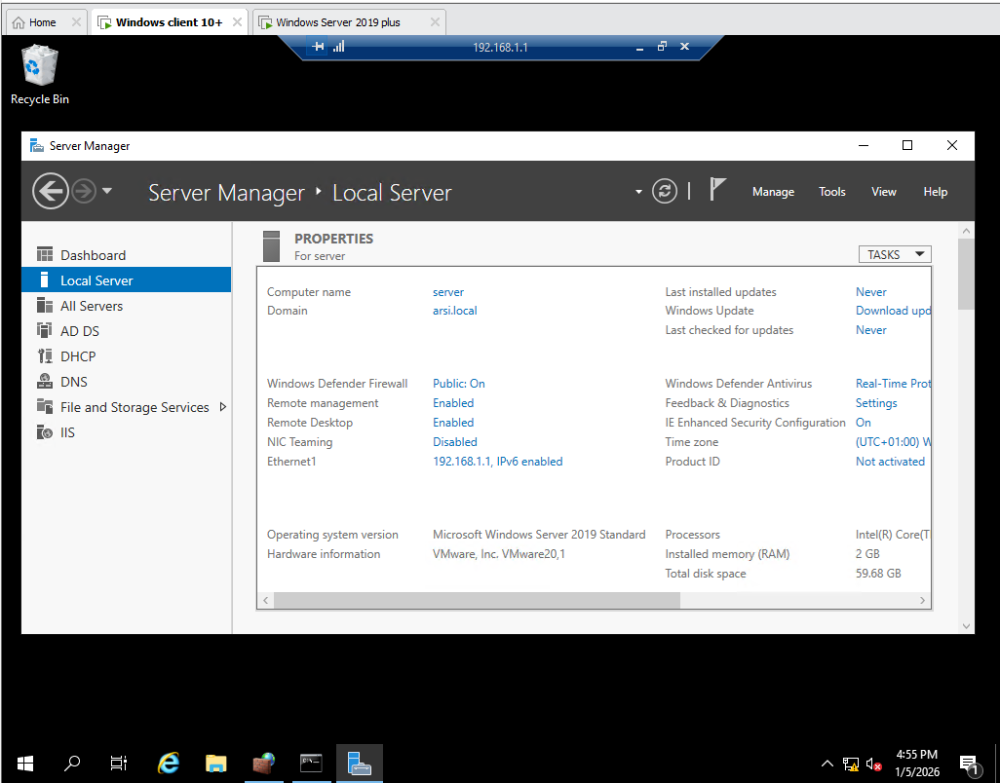 Home
Windows client 10+
Windows Server 2019 plus
192.168.1.1
Recycle Bin
Server Manager
Server Manager Local Server
Manage Tools View Help
Dashboard
Local Server
All Servers
AD DS
DHCP
DNS
File and Storage Services
IIS
PROPERTIES
For server
TASKS
Computer name server
Domain arsi.local
Last installed updates Never
Windows Update Download upd
Last checked for updates Never
Windows Defender Firewall Public: On
Remote management Enabled
Remote Desktop Enabled
NIC Teaming Disabled
Ethernet1 192.168.1.1, IPv6 enabled
Windows Defender Antivirus Real-Time Prot
Feedback & Diagnostics Settings
IE Enhanced Security Configuration On
Time zone (UTC+01:00) W
Product ID Not activated
Operating system version Microsoft Windows Server 2019 Standard
Hardware information VMware, Inc. VMware20,1
Processors Intel(R) Core(T
Installed memory (RAM) 2 GB
Total disk space 59.68 GB
4:55 PM
1/5/2026
1